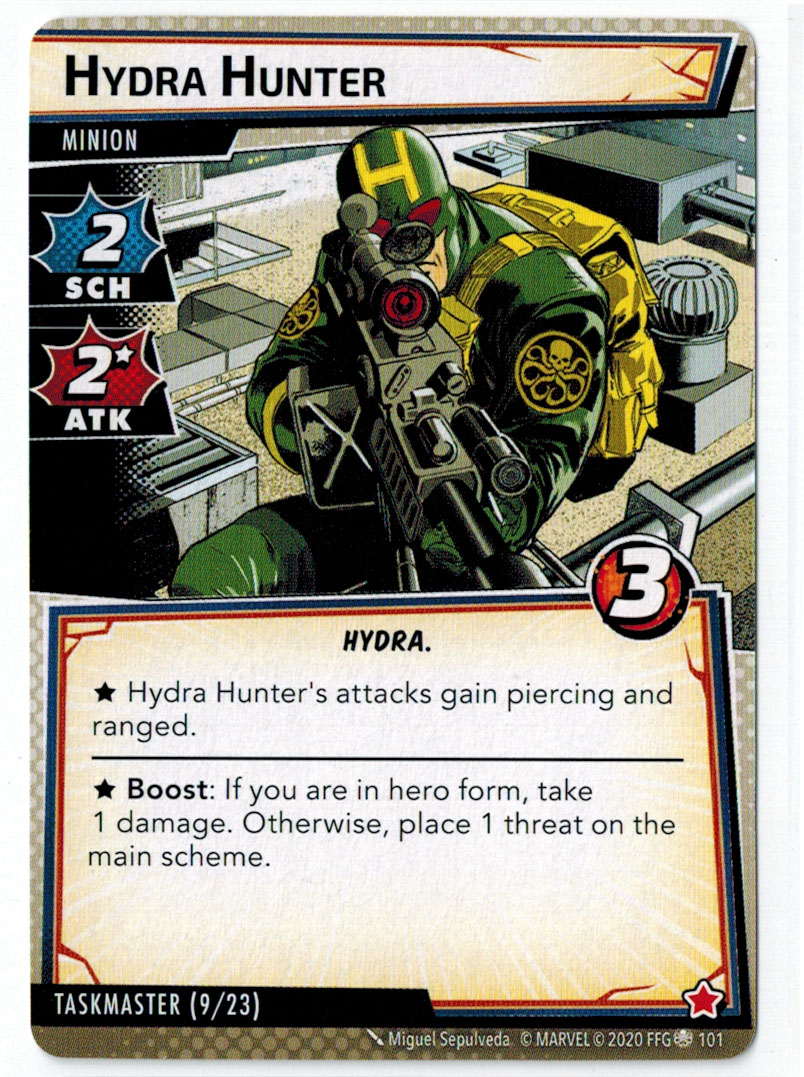 HYDRA HUNTER
MINION
2
SCH
2*
ATK
H
3
HYDRA.
★ Hydra Hunter's attacks gain piercing and
ranged.
★ Boost: If you are in hero form, take
1 damage. Otherwise, place 1 threat on the
main scheme.
TASKMASTER (9/23)
Miguel Sepulveda © MARVEL © 2020 FFG 101